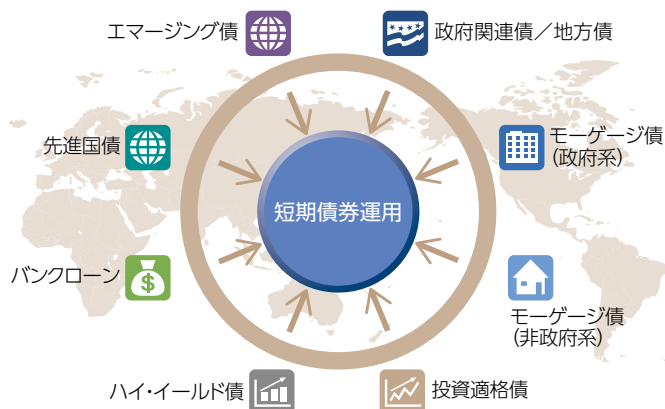 エマージング債
政府関連債／地方債
先進国債
モーゲージ債
(政府系)
短期債券運用
バンクローン
$
モーゲージ債
(非政府系)
ハイ・イールド債
投資適格債